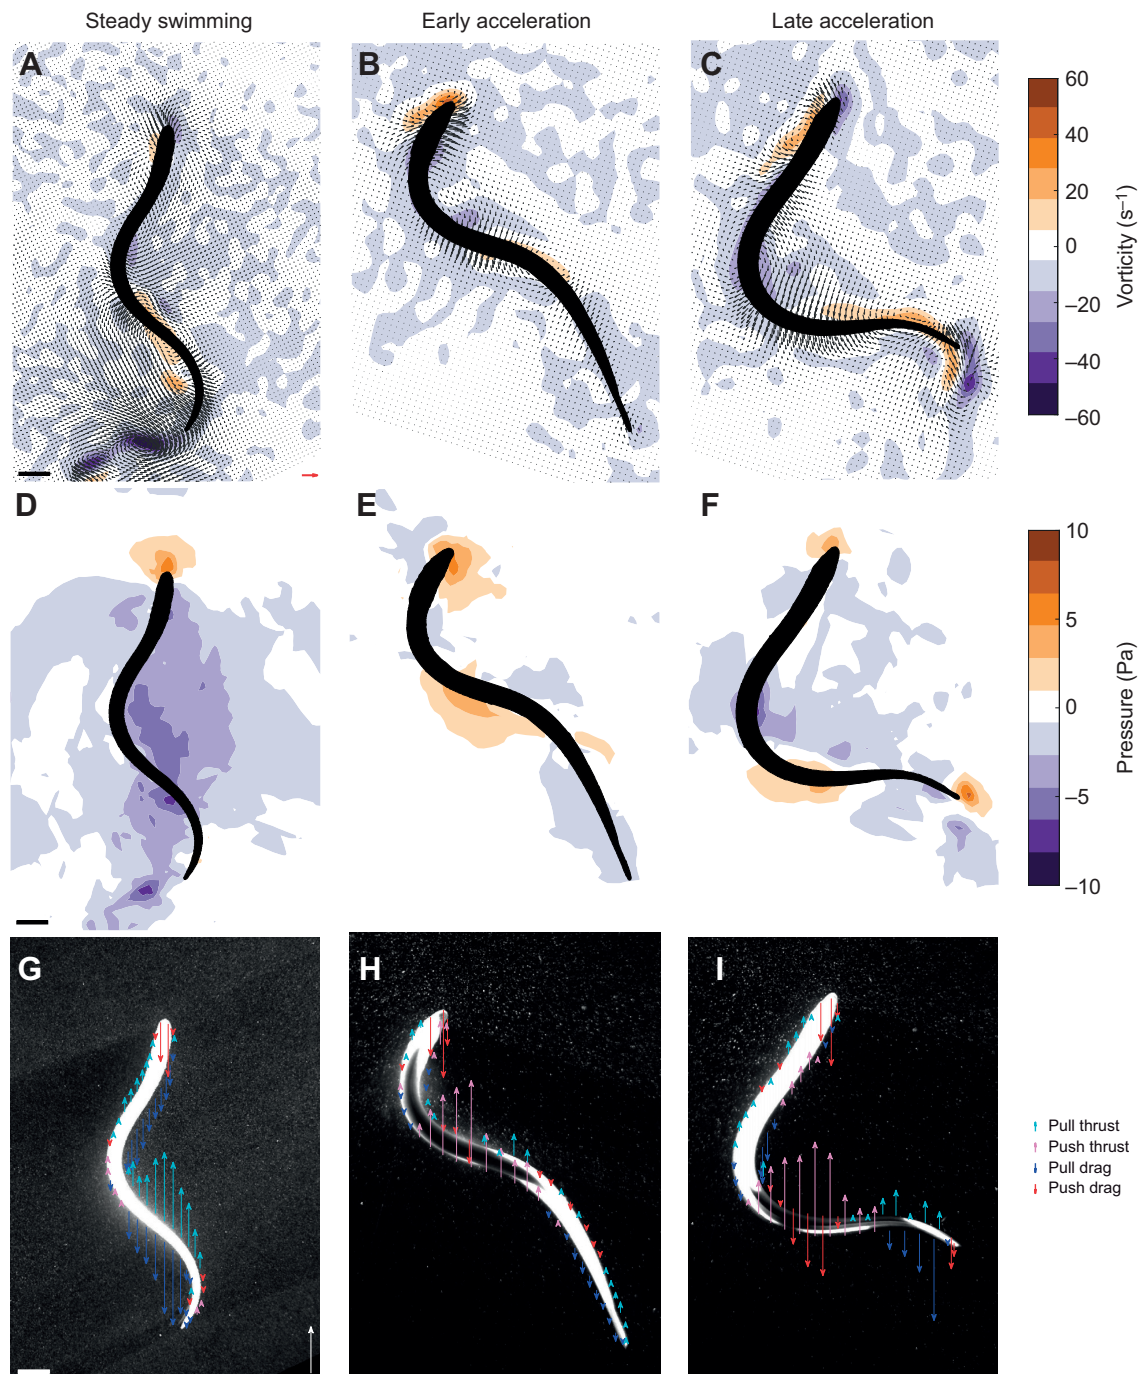 Steady swimming
Early acceleration
Late acceleration
A
B
C
60
40
20
0
–20
–40
–60
Vorticity (s–1)
D
E
F
10
5
0
–5
–10
Pressure (Pa)
G
H
I
Pull thrust
Push thrust
Pull drag
Push drag